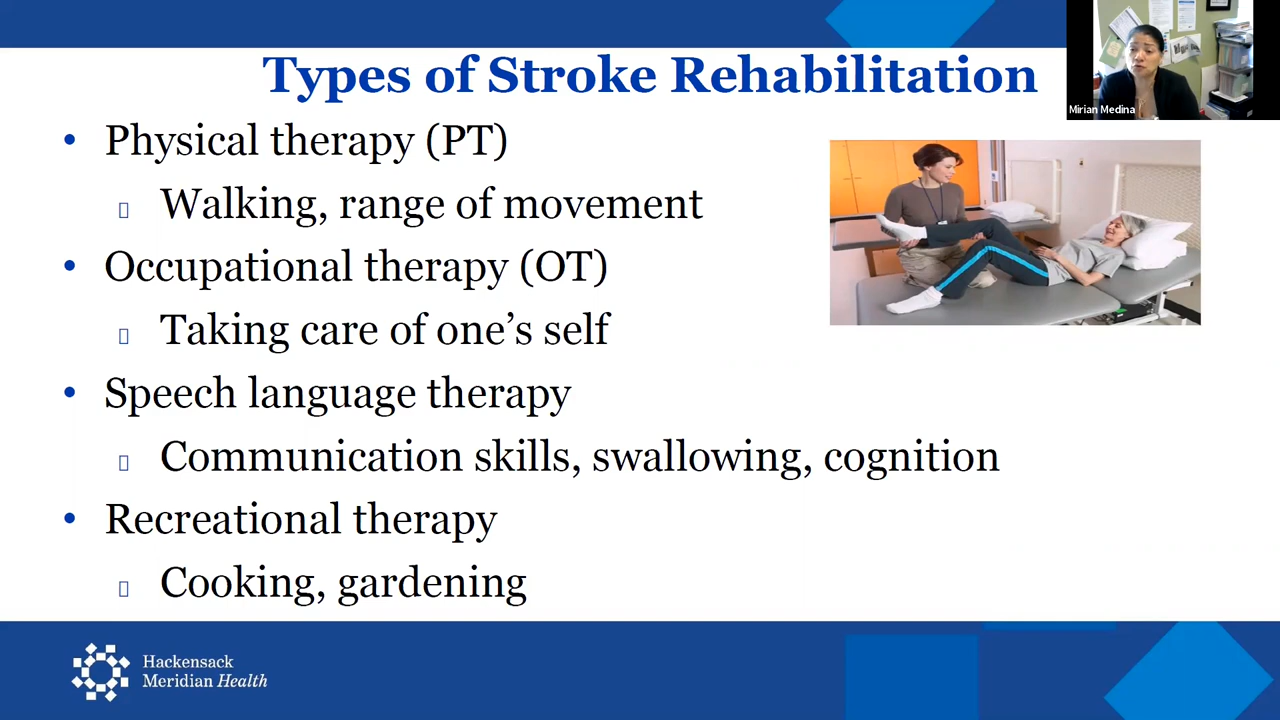 Types of Stroke Rehabilitation
Mirian Medina
• Physical therapy (PT)
▯ Walking, range of movement
• Occupational therapy (OT)
▯ Taking care of one’s self
• Speech language therapy
▯ Communication skills, swallowing, cognition
• Recreational therapy
▯ Cooking, gardening
Hackensack
Meridian Health